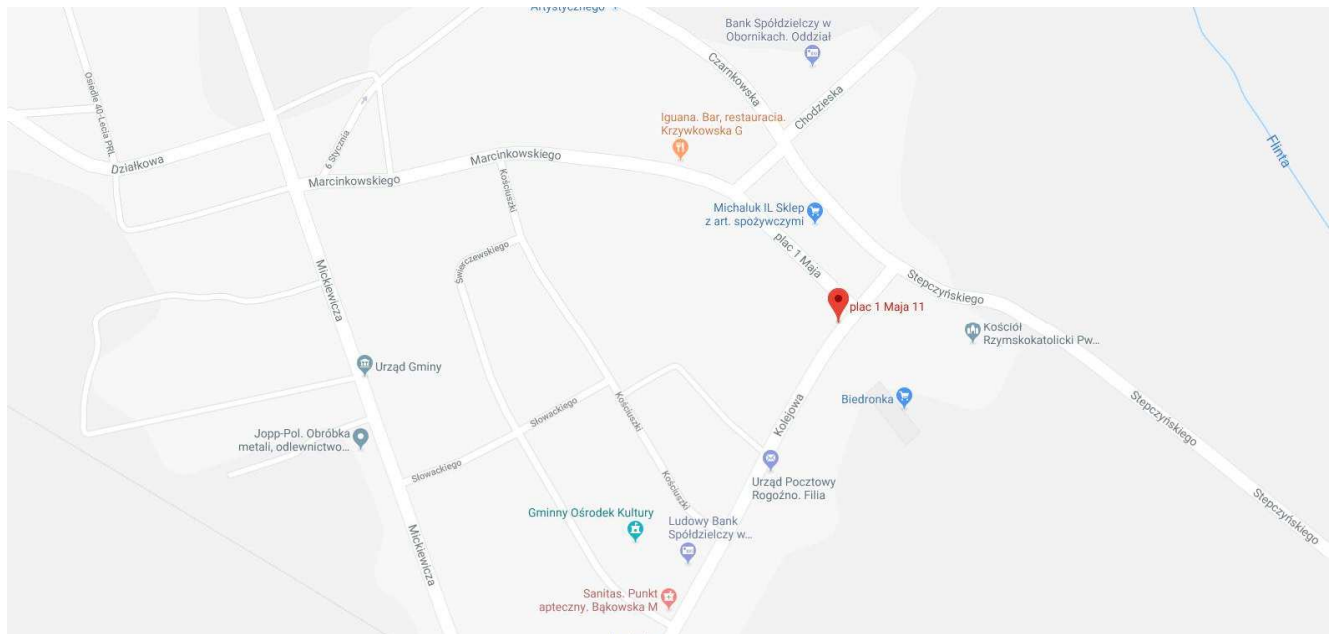 Artystycznego
Bank Spółdzielczy w
Obornikach. Oddział
Czarnkowska
Chodzieska
Osiedle 40-Lecia PRL
Iguana. Bar, restauracja.
Krzywkowska G
6 Stycznia
Działkowa
Marcinkowskiego
Marcinkowskiego
Flinta
Kościuszki
Michaluk IL Sklep
z art. spożywczymi
Świerczewskiego
plac 1 Maja
Mickiewicza
Stepczyńskiego
plac 1 Maja 11
Kościół
Rzymskokatolicki Pw...
Urząd Gminy
Biedronka
Kolejowa
Kościuszki
Słowackiego
Stepczyńskiego
Jopp-Pol. Obróbka
metali, odlewnictwo...
Słowackiego
Kościuszki
Urząd Pocztowy
Rogoźno. Filia
Stepczyńskiego
Gminny Ośrodek Kultury
Ludowy Bank
Spółdzielczy w...
Mickiewicza
Sanitas. Punkt
apteczny. Bąkowska M